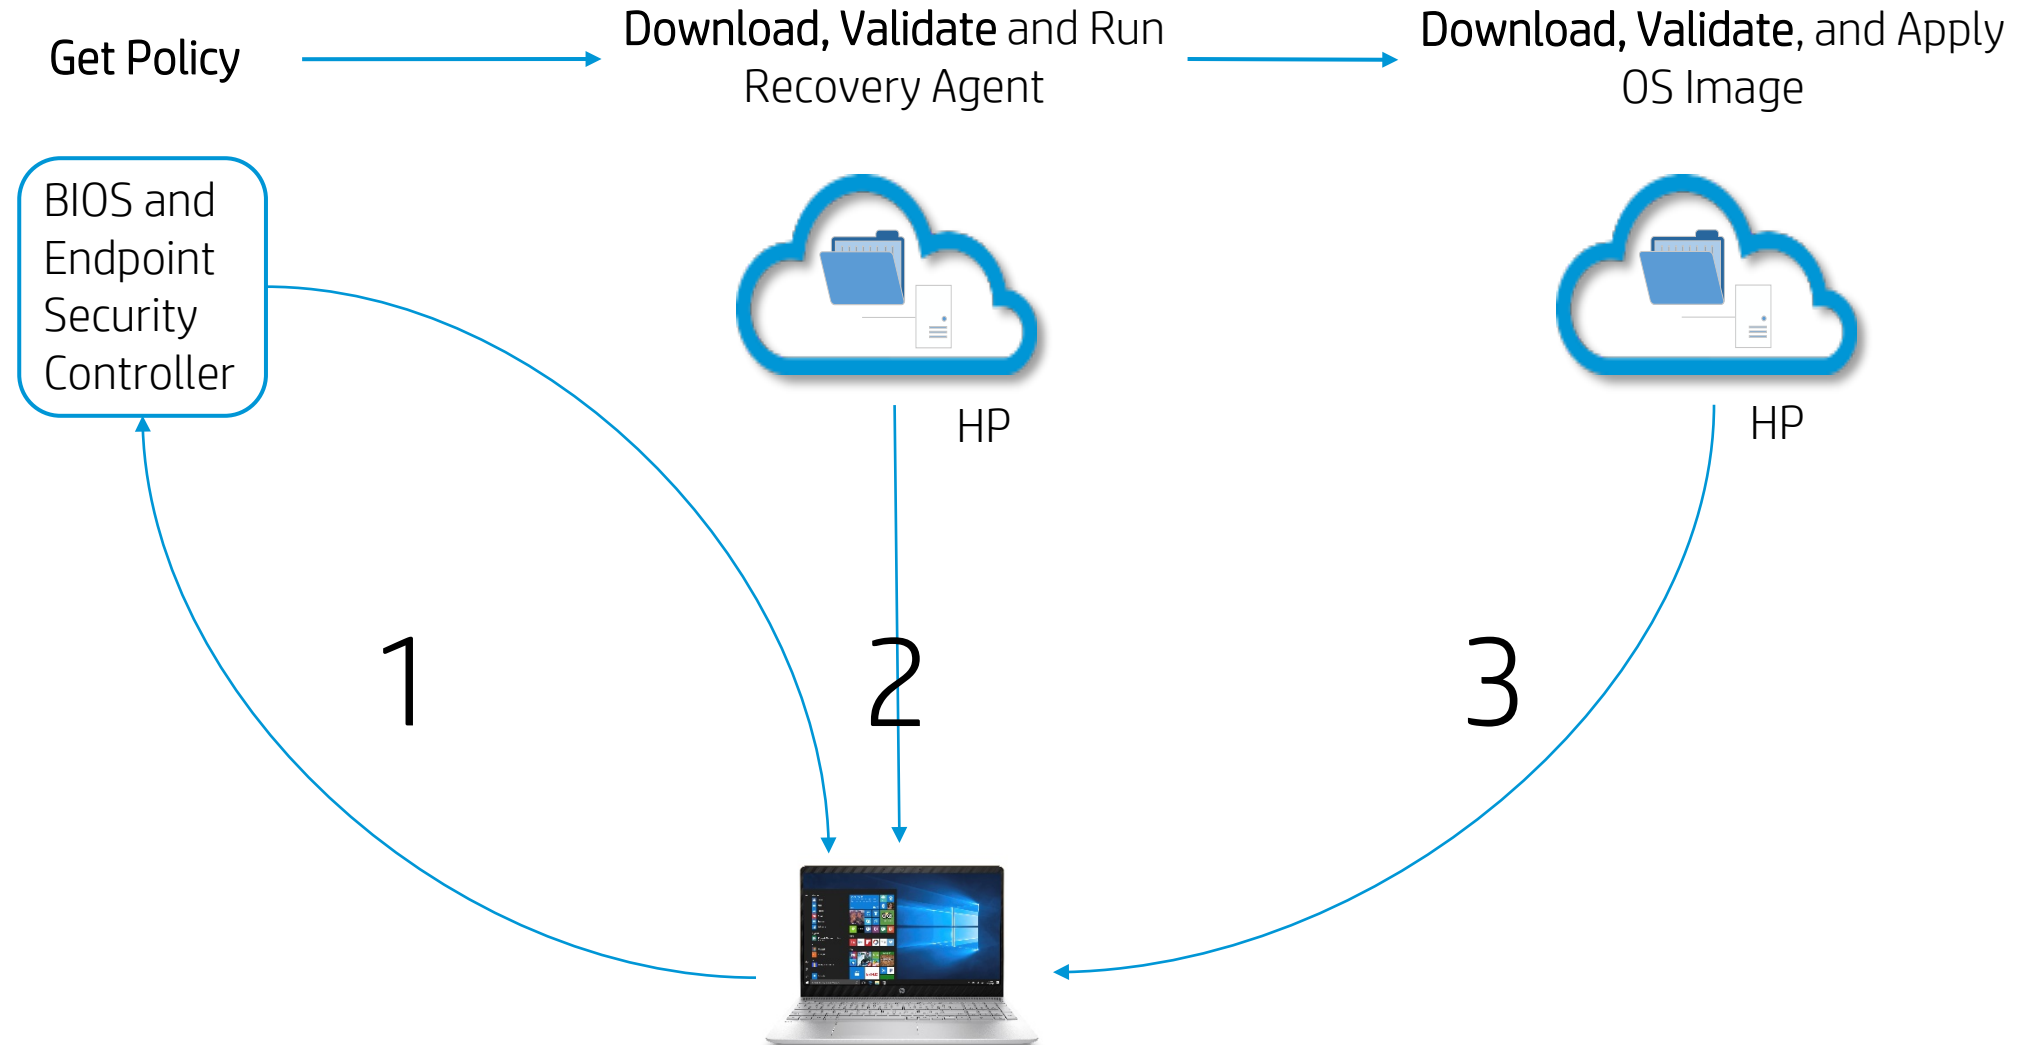 Get Policy
Download, Validate and Run
Recovery Agent
Download, Validate, and Apply
OS Image
BIOS and
Endpoint
Security
Controller
HP
HP
1
2
3